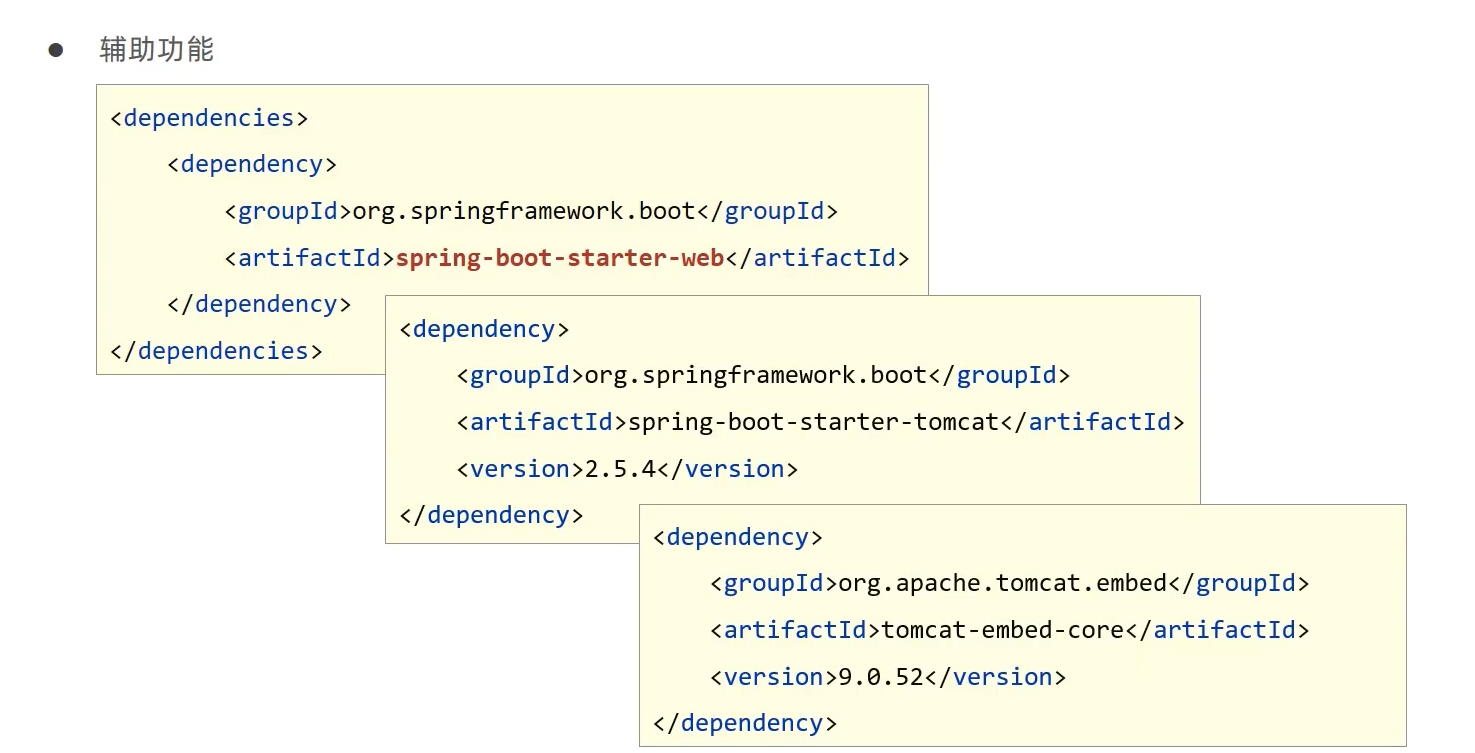 ● 辅助功能
<dependencies>
    <dependency>
        <groupId>org.springframework.boot</groupId>
        <artifactId>spring-boot-starter-web</artifactId>
    </dependency>
</dependencies>
<dependency>
    <groupId>org.springframework.boot</groupId>
    <artifactId>spring-boot-starter-tomcat</artifactId>
    <version>2.5.4</version>
</dependency>
<dependency>
    <groupId>org.apache.tomcat.embed</groupId>
    <artifactId>tomcat-embed-core</artifactId>
    <version>9.0.52</version>
</dependency>